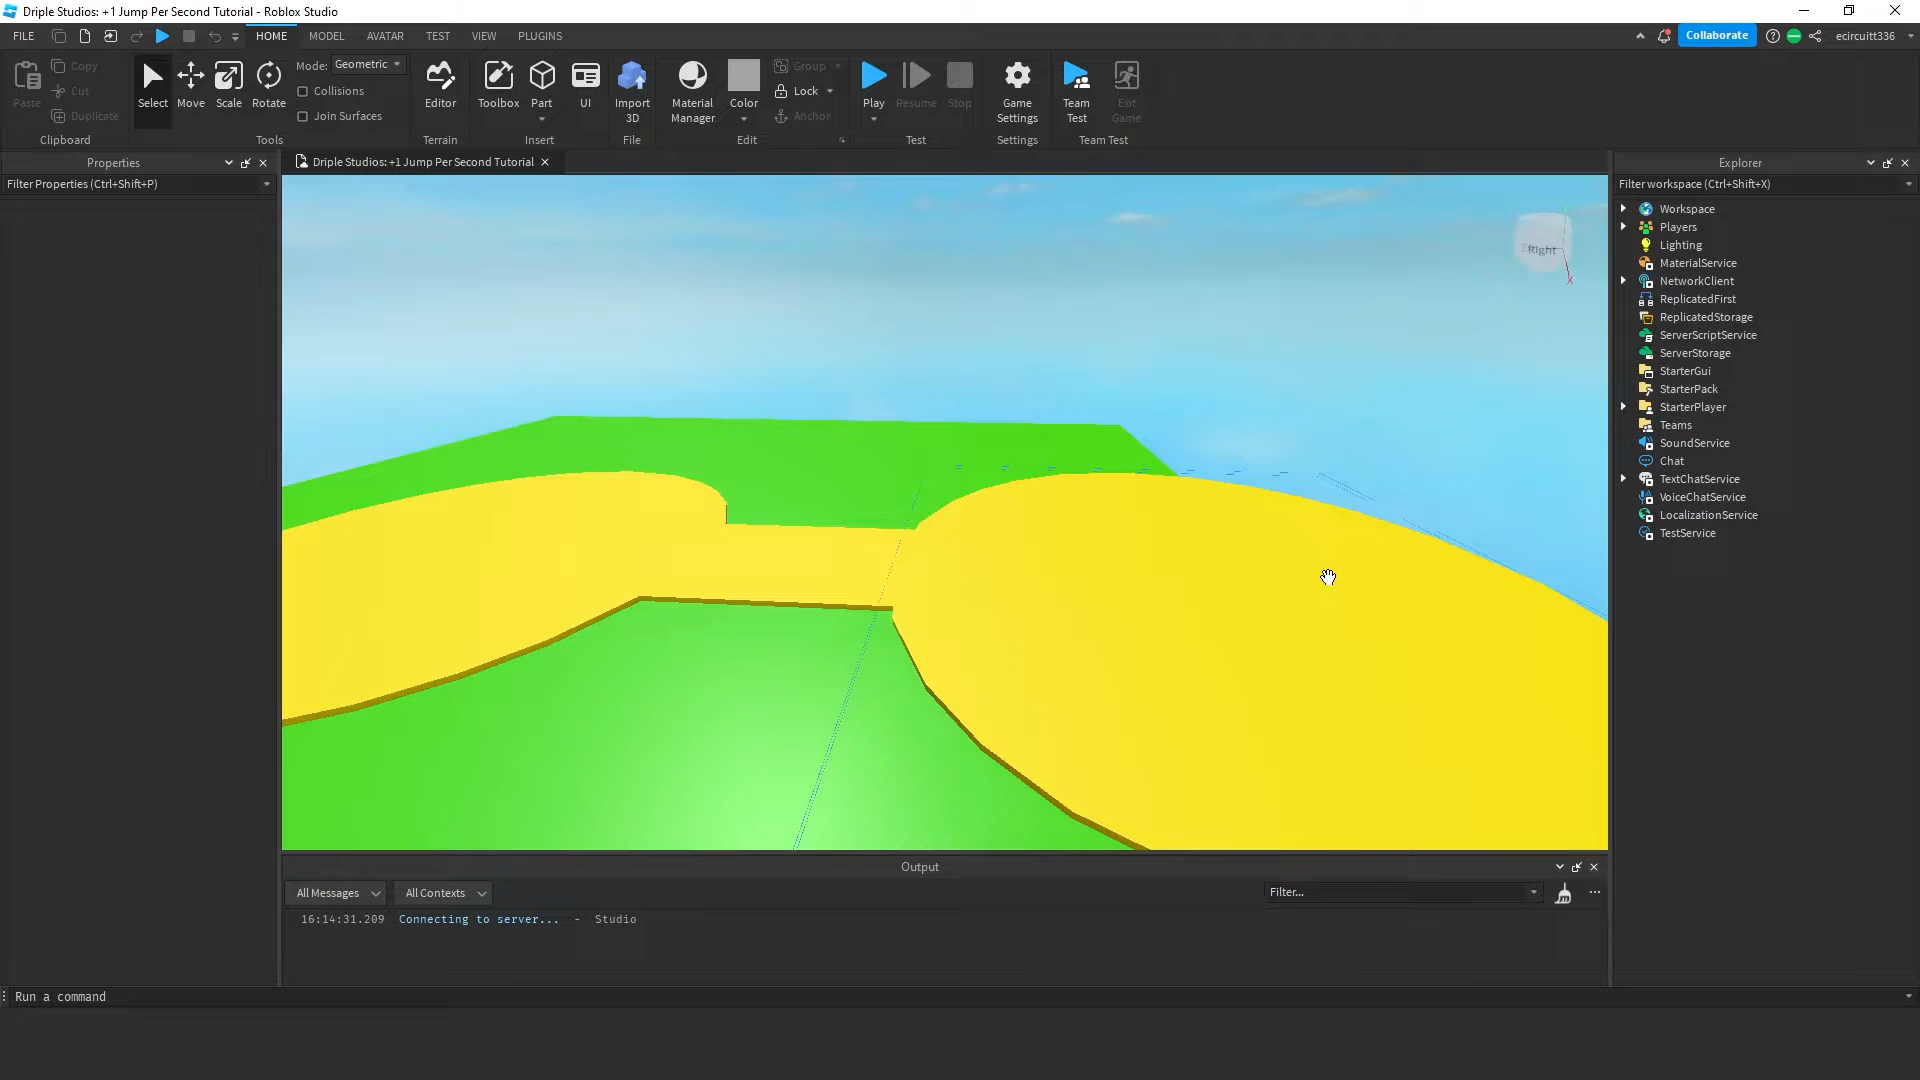 Driple Studios: +1 Jump Per Second Tutorial - Roblox Studio
FILE HOME MODEL AVATAR TEST VIEW PLUGINS Collaborate ecircuitt336
Paste
Copy
Cut
Duplicate
Clipboard
Select Move Scale Rotate
Mode: Geometric
Collisions
Join Surfaces
Tools
Editor
Terrain
Toolbox Part UI
Insert
Import
3D
File
Material
Manager
Color
Group
Lock
Anchor
Edit
Play Resume Stop
Test
Game
Settings
Settings
Team
Test
Exit
Game
Team Test
Properties
Filter Properties (Ctrl+Shift+P)
Driple Studios: +1 Jump Per Second Tutorial
Right
X
Explorer
Filter workspace (Ctrl+Shift+X)
Workspace
Players
Lighting
MaterialService
NetworkClient
ReplicatedFirst
ReplicatedStorage
ServerScriptService
ServerStorage
StarterGui
StarterPack
StarterPlayer
Teams
SoundService
Chat
TextChatService
VoiceChatService
LocalizationService
TestService
Output
All Messages All Contexts Filter...
16:14:31.209 Connecting to server... - Studio
Run a command